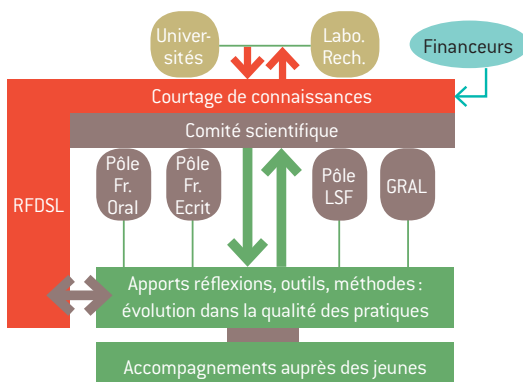 Univer-
sités
Labo.
Rech.
Financeurs
Courtage de connaissances
Comité scientifique
RFDSL
Pôle
Fr.
Oral
Pôle
Fr.
Ecrit
Pôle
LSF
GRAL
Apports réflexions, outils, méthodes :
évolution dans la qualité des pratiques
Accompagnements auprès des jeunes